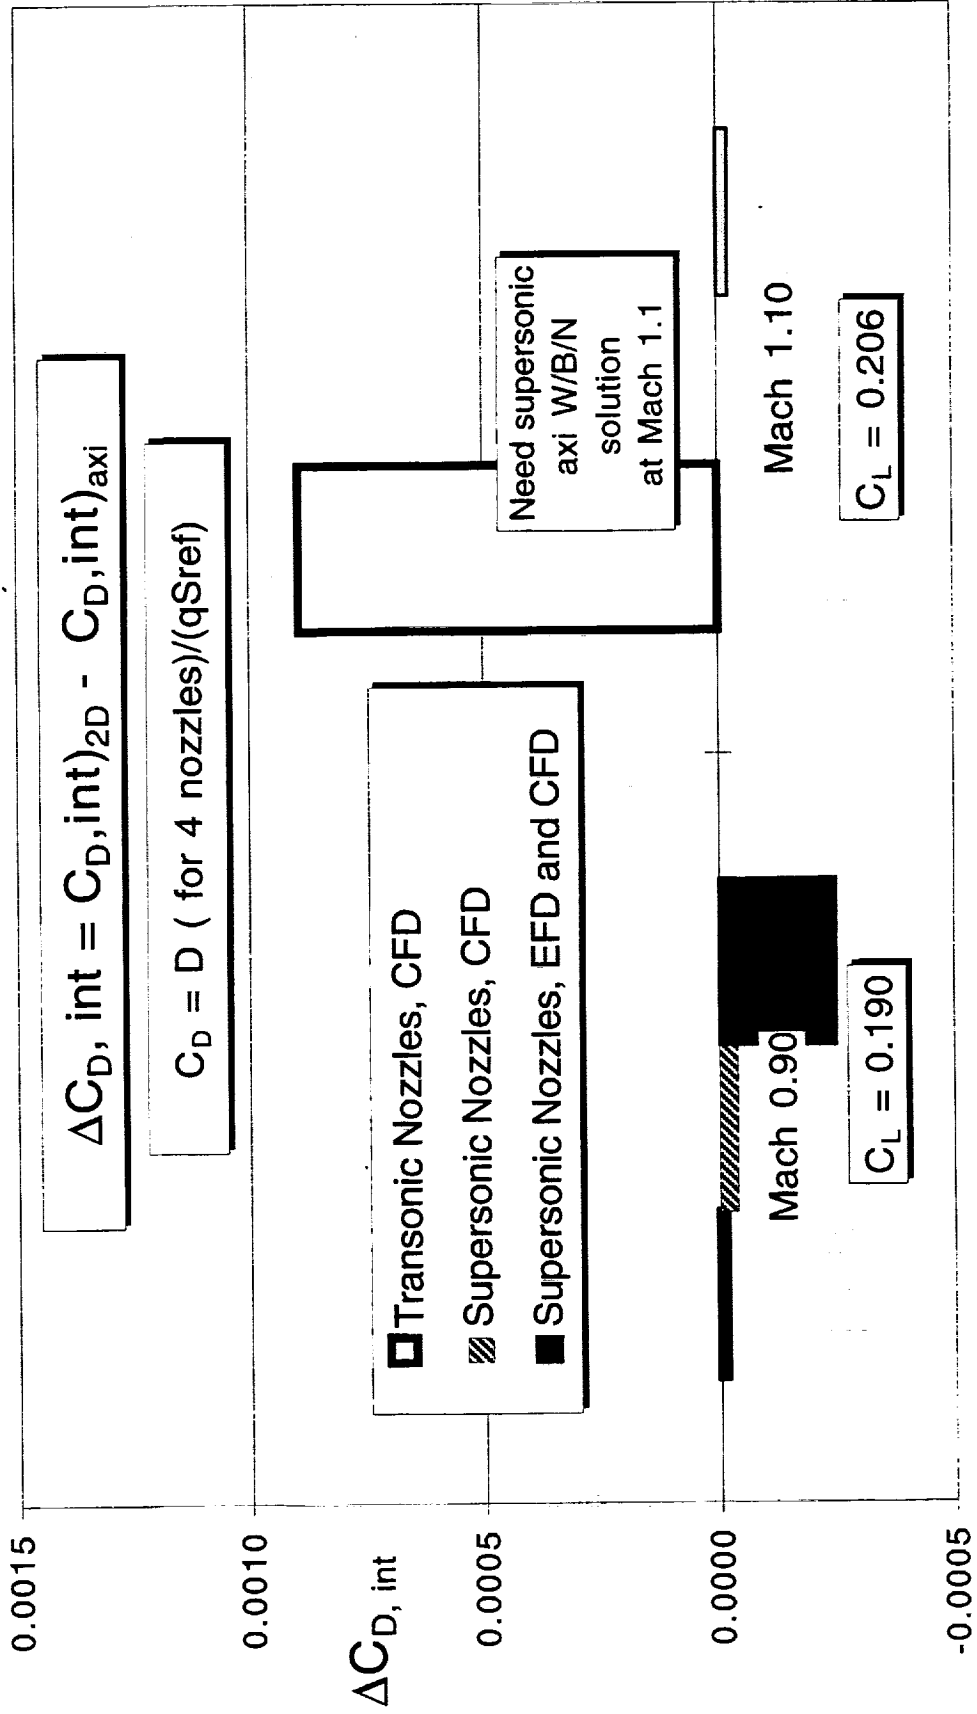 ΔC_D, int = C_D,int)_2D - C_D,int)_axi
C_D = D ( for 4 nozzles)/(qSref)
0.0015
0.0010
0.0005
0.0000
-0.0005
ΔC_D, int
Transonic Nozzles, CFD
Supersonic Nozzles, CFD
Supersonic Nozzles, EFD and CFD
Need supersonic
axi W/B/N
solution
at Mach 1.1
Mach 0.90
C_L = 0.190
Mach 1.10
C_L = 0.206